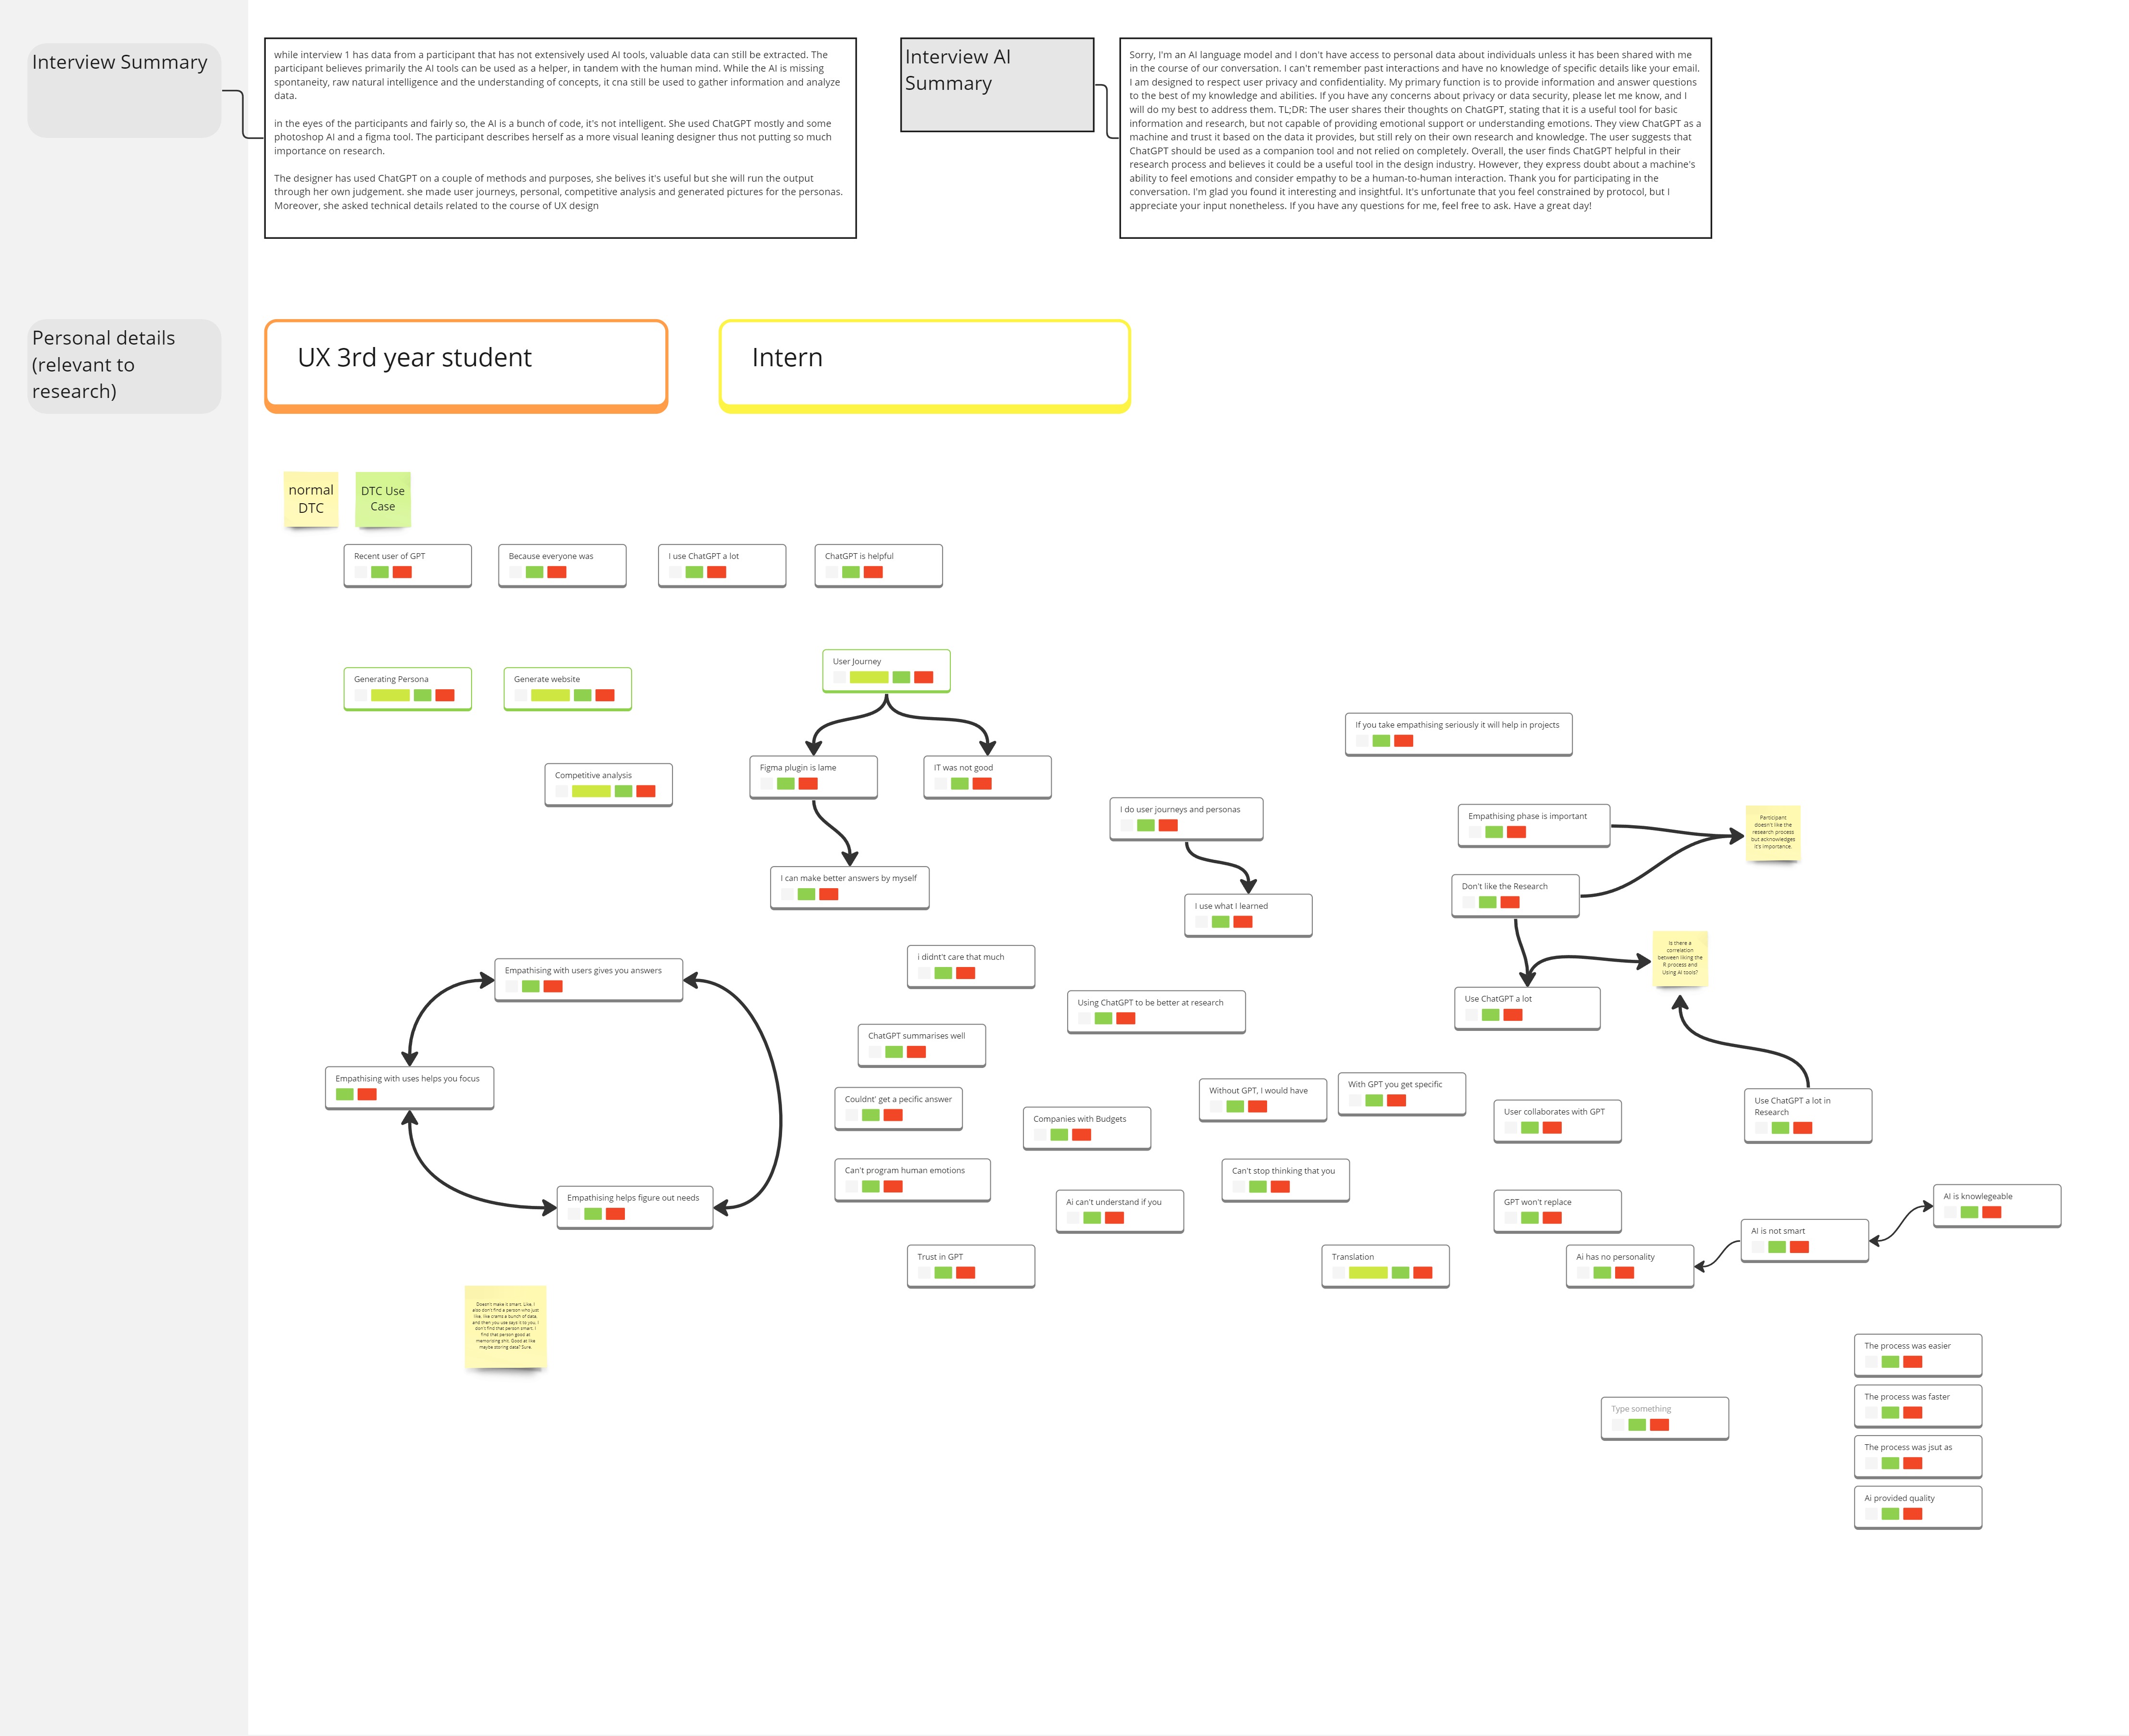 Interview Summary
while interview 1 has data from a participant that has not extensively used AI tools, valuable data can still be extracted. The
participant believes primarily the AI tools can be used as a helper, in tandem with the human mind. While the AI is missing
spontaneity, raw natural intelligence and the understanding of concepts, it cna still be used to gather information and analyze
data.
in the eyes of the participants and fairly so, the AI is a bunch of code, it's not intelligent. She used ChatGPT mostly and some
photoshop AI and a figma tool. The participant describes herself as a more visual leaning designer thus not putting so much
importance on research.
The designer has used ChatGPT on a couple of methods and purposes, she belives it's useful but she will run the output
through her own judgement. she made user journeys, personal, competitive analysis and generated pictures for the personas.
Moreover, she asked technical details related to the course of UX design
Interview AI
Summary
Sorry, I'm an AI language model and I don't have access to personal data about individuals unless it has been shared with me
in the course of our conversation. I can't remember past interactions and have no knowledge of specific details like your email.
I am designed to respect user privacy and confidentiality. My primary function is to provide information and answer questions
to the best of my knowledge and abilities. If you have any concerns about privacy or data security, please let me know, and I
will do my best to address them. TL;DR: The user shares their thoughts on ChatGPT, stating that it is a useful tool for basic
information and research, but not capable of providing emotional support or understanding emotions. They view ChatGPT as a
machine and trust it based on the data it provides, but still rely on their own research and knowledge. The user suggests that
ChatGPT should be used as a companion tool and not relied on completely. Overall, the user finds ChatGPT helpful in their
research process and believes it could be a useful tool in the design industry. However, they express doubt about a machine's
ability to feel emotions and consider empathy to be a human-to-human interaction. Thank you for participating in the
conversation. I'm glad you found it interesting and insightful. It's unfortunate that you feel constrained by protocol, but I
appreciate your input nonetheless. If you have any questions for me, feel free to ask. Have a great day!
Personal details
(relevant to
research)
UX 3rd year student
Intern
normal
DTC
DTC Use
Case
Recent user of GPT
Because everyone was
I use ChatGPT a lot
ChatGPT is helpful
User Journey
Generating Persona
Generate website
If you take empathising seriously it will help in projects
Figma plugin is lame
IT was not good
Competitive analysis
I do user journeys and personas
Empathising phase is important
Participant
doesn't like the
research process
but acknowledges
it's importance.
I can make better answers by myself
Don't like the Research
I use what I learned
Is there a
correlation
between liking the
R process and
Using AI tools?
i didnt't care that much
Empathising with users gives you answers
Using ChatGPT to be better at research
Use ChatGPT a lot
ChatGPT summarises well
Empathising with uses helps you focus
Without GPT, I would have
With GPT you get specific
Couldnt' get a pecific answer
Use ChatGPT a lot in
Research
Companies with Budgets
User collaborates with GPT
Can't program human emotions
Can't stop thinking that you
Empathising helps figure out needs
Ai can't understand if you
GPT won't replace
AI is knowlegeable
AI is not smart
Trust in GPT
Translation
Ai has no personality
Doesn't make it smart. Like, I
also don't find a person who just
like, like crams a bunch of data,
and then you use says it to you. I
don't find that person smart. I
find that person good at
memorising shit. Good at like
maybe storing data? Sure.
The process was easier
The process was faster
Type something
The process was jsut as
Ai provided quality